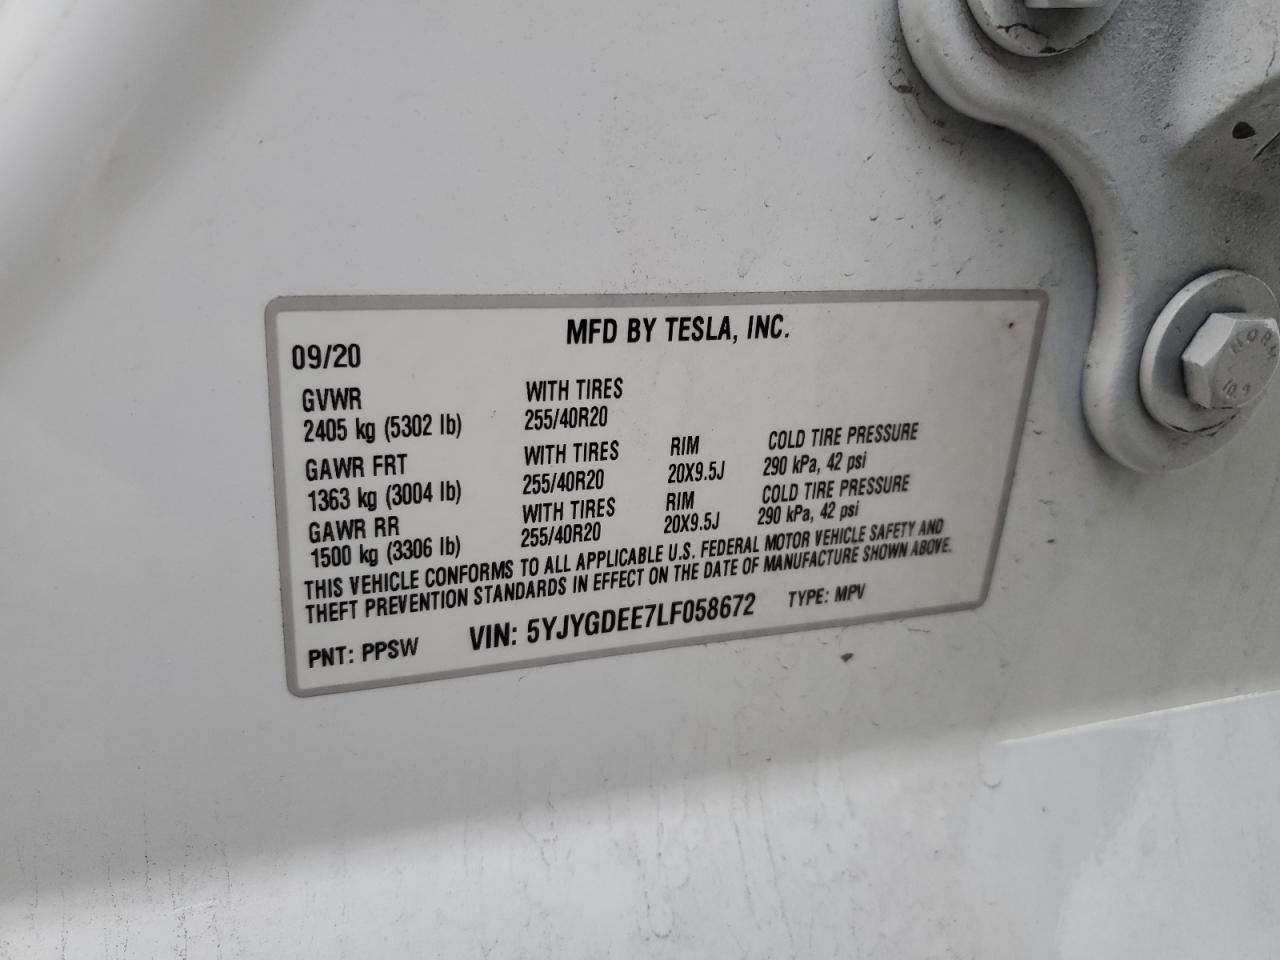 MFD BY TESLA, INC.
09/20
GVWR WITH TIRES
2405 kg (5302 lb) 255/40R20
GAWR FRT WITH TIRES RIM COLD TIRE PRESSURE
1363 kg (3004 lb) 255/40R20 20X9.5J 290 kPa, 42 psi
GAWR RR WITH TIRES RIM COLD TIRE PRESSURE
1500 kg (3306 lb) 255/40R20 20X9.5J 290 kPa, 42 psi
THIS VEHICLE CONFORMS TO ALL APPLICABLE U.S. FEDERAL MOTOR VEHICLE SAFETY AND
THEFT PREVENTION STANDARDS IN EFFECT ON THE DATE OF MANUFACTURE SHOWN ABOVE.
PNT: PPSW VIN: 5YJYGDEE7LF058672 TYPE: MPV
10.9